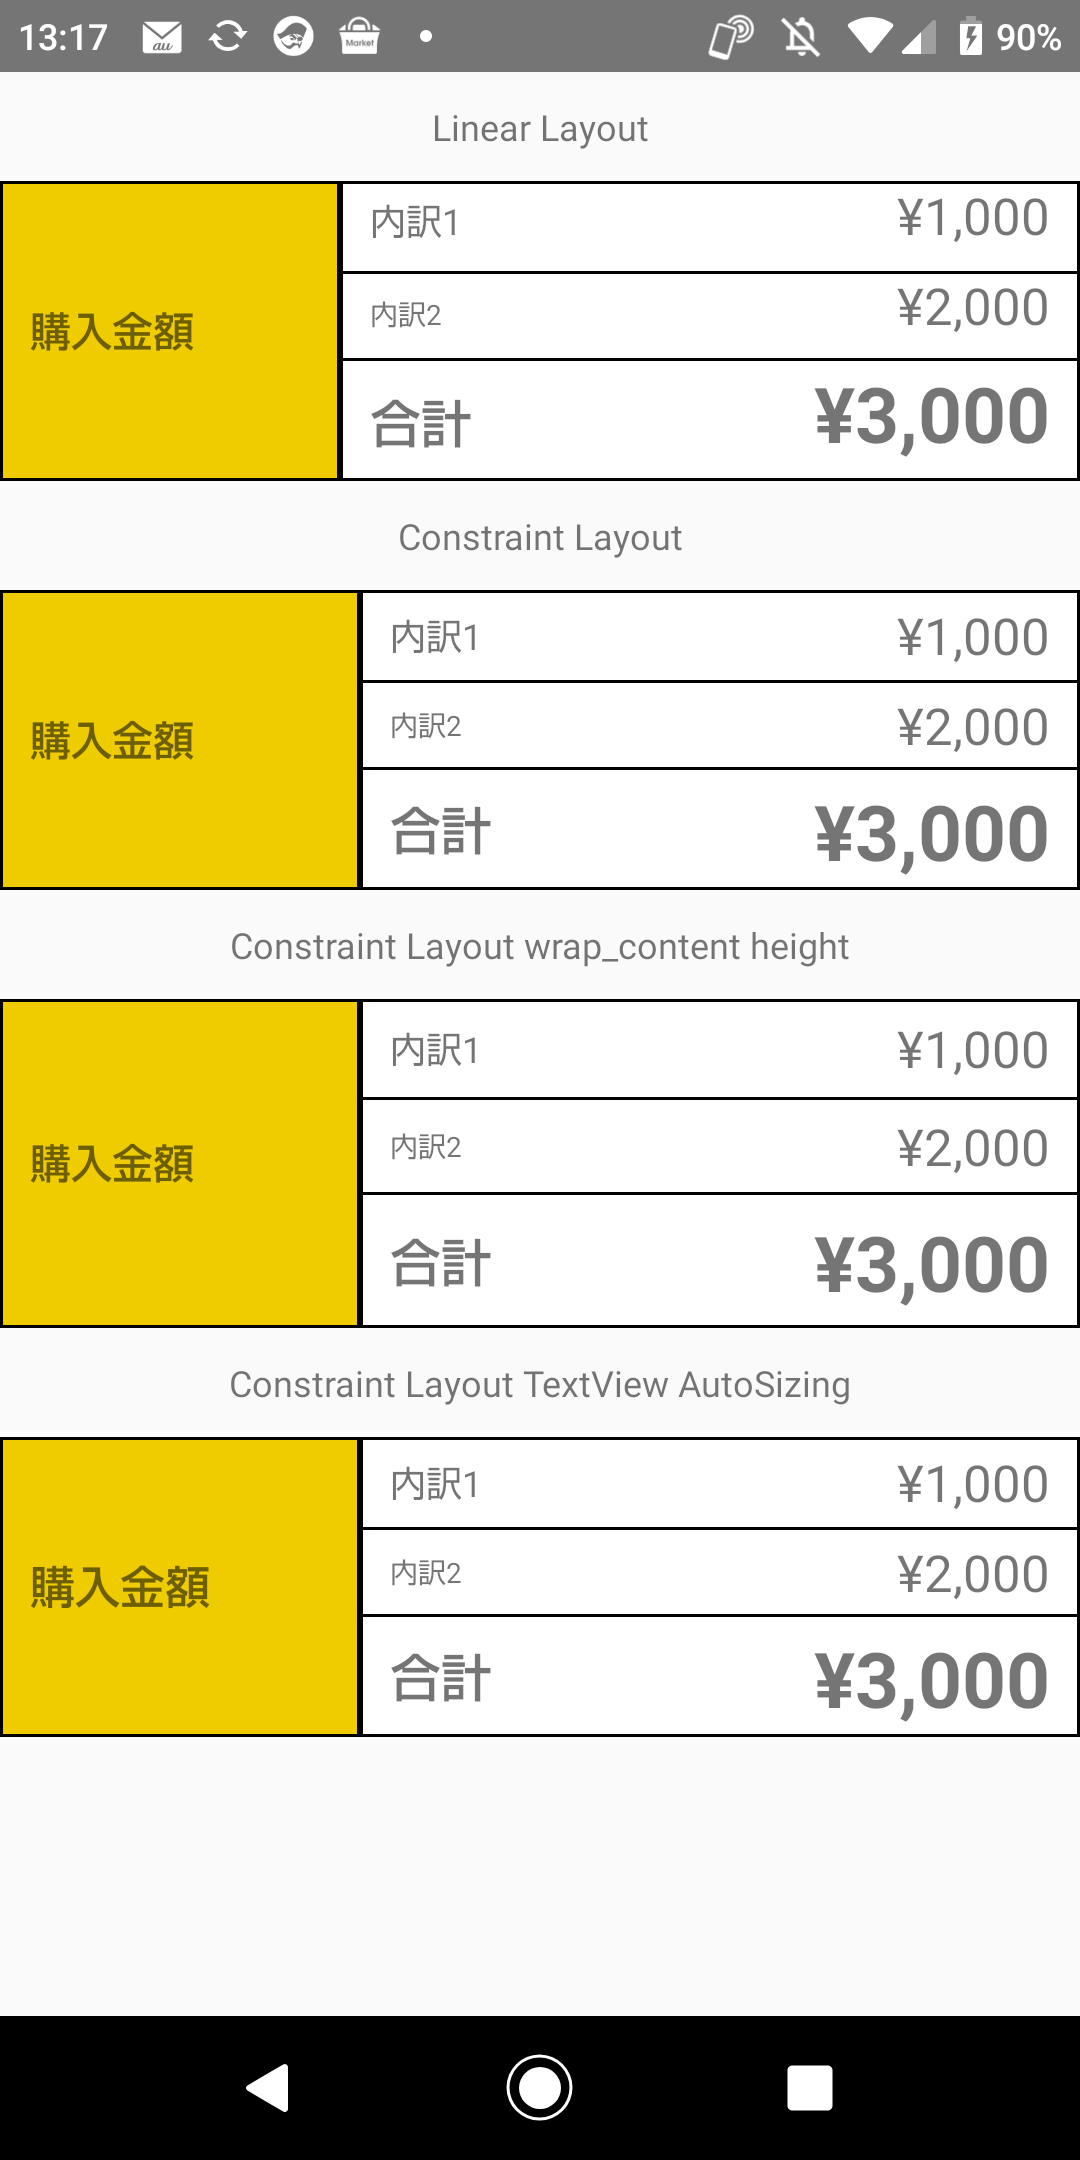 13:17 au Market 90%
Linear Layout
内訳1 ¥1,000
購入金額 内訳2 ¥2,000
合計 ¥3,000
Constraint Layout
内訳1 ¥1,000
購入金額 内訳2 ¥2,000
合計 ¥3,000
Constraint Layout wrap_content height
内訳1 ¥1,000
購入金額 内訳2 ¥2,000
合計 ¥3,000
Constraint Layout TextView AutoSizing
内訳1 ¥1,000
購入金額 内訳2 ¥2,000
合計 ¥3,000